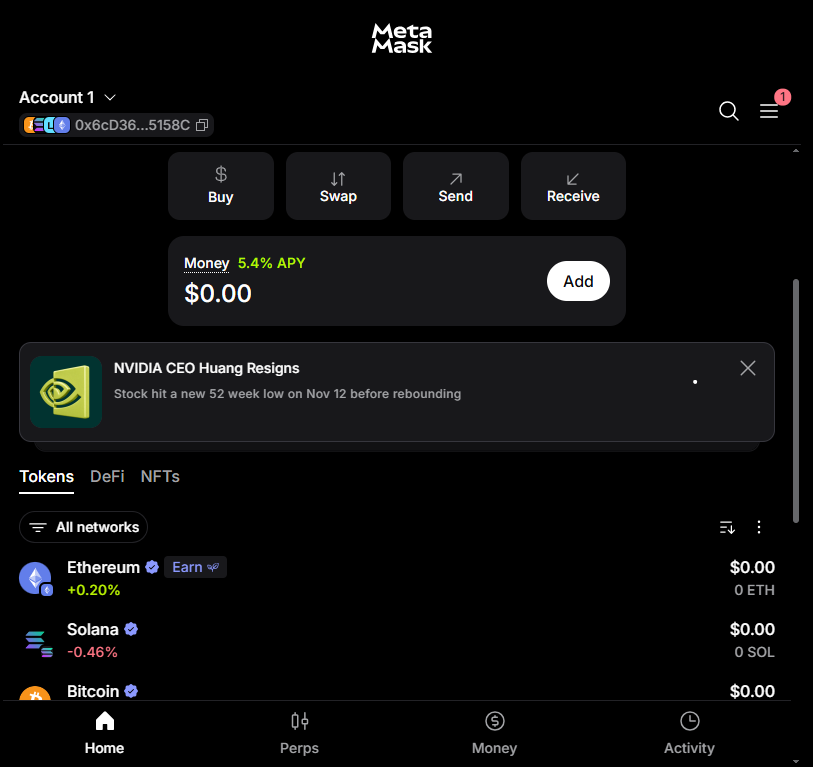 Meta
Mask
Account 1
0x6cD36...5158C
1
$
Buy
Swap
Send
Receive
Money 5.4% APY
$0.00
Add
NVIDIA CEO Huang Resigns
Stock hit a new 52 week low on Nov 12 before rebounding
Tokens DeFi NFTs
All networks
Ethereum Earn $0.00
+0.20% 0 ETH
Solana $0.00
-0.46% 0 SOL
Bitcoin $0.00
Home Perps Money Activity